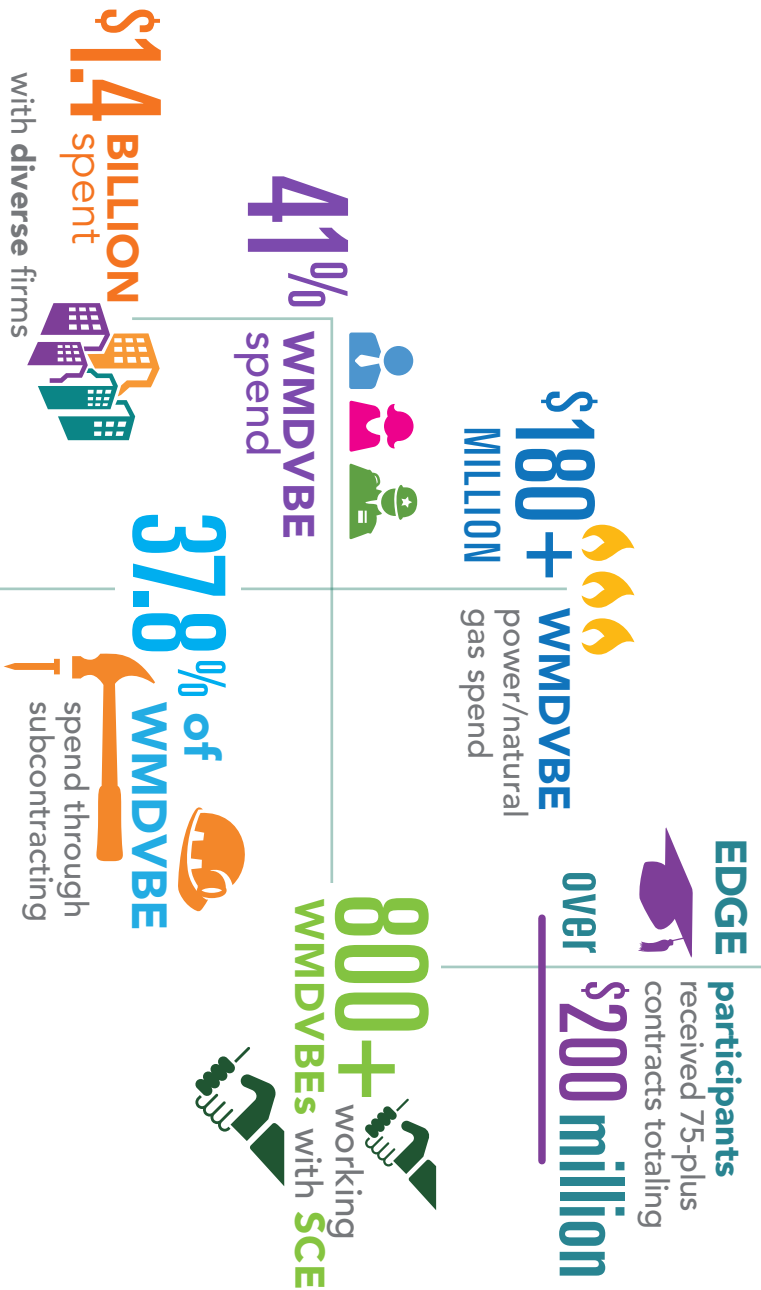 EDGE participants
received 75-plus
contracts totaling
over $200 million
$180+
MILLION
WMDVBE
power/natural
gas spend
800+ working
WMDVBEs with SCE
41% WMDVBE
spend
37.8% of
WMDVBE
spend through
subcontracting
$1.4 BILLION
spent
with diverse firms